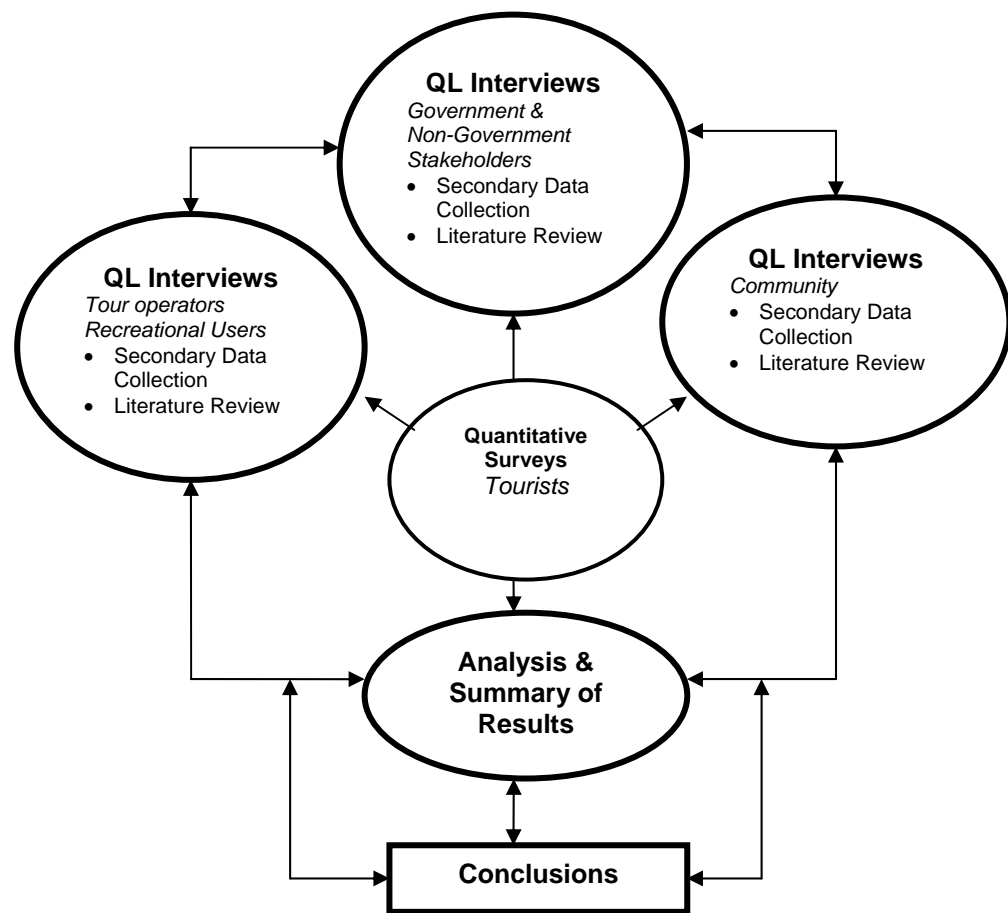 QL Interviews
Government &
Non-Government
Stakeholders
• Secondary Data
Collection
• Literature Review
QL Interviews
Tour operators
Recreational Users
• Secondary Data
Collection
• Literature Review
QL Interviews
Community
• Secondary Data
Collection
• Literature Review
Quantitative
Surveys
Tourists
Analysis &
Summary of
Results
Conclusions